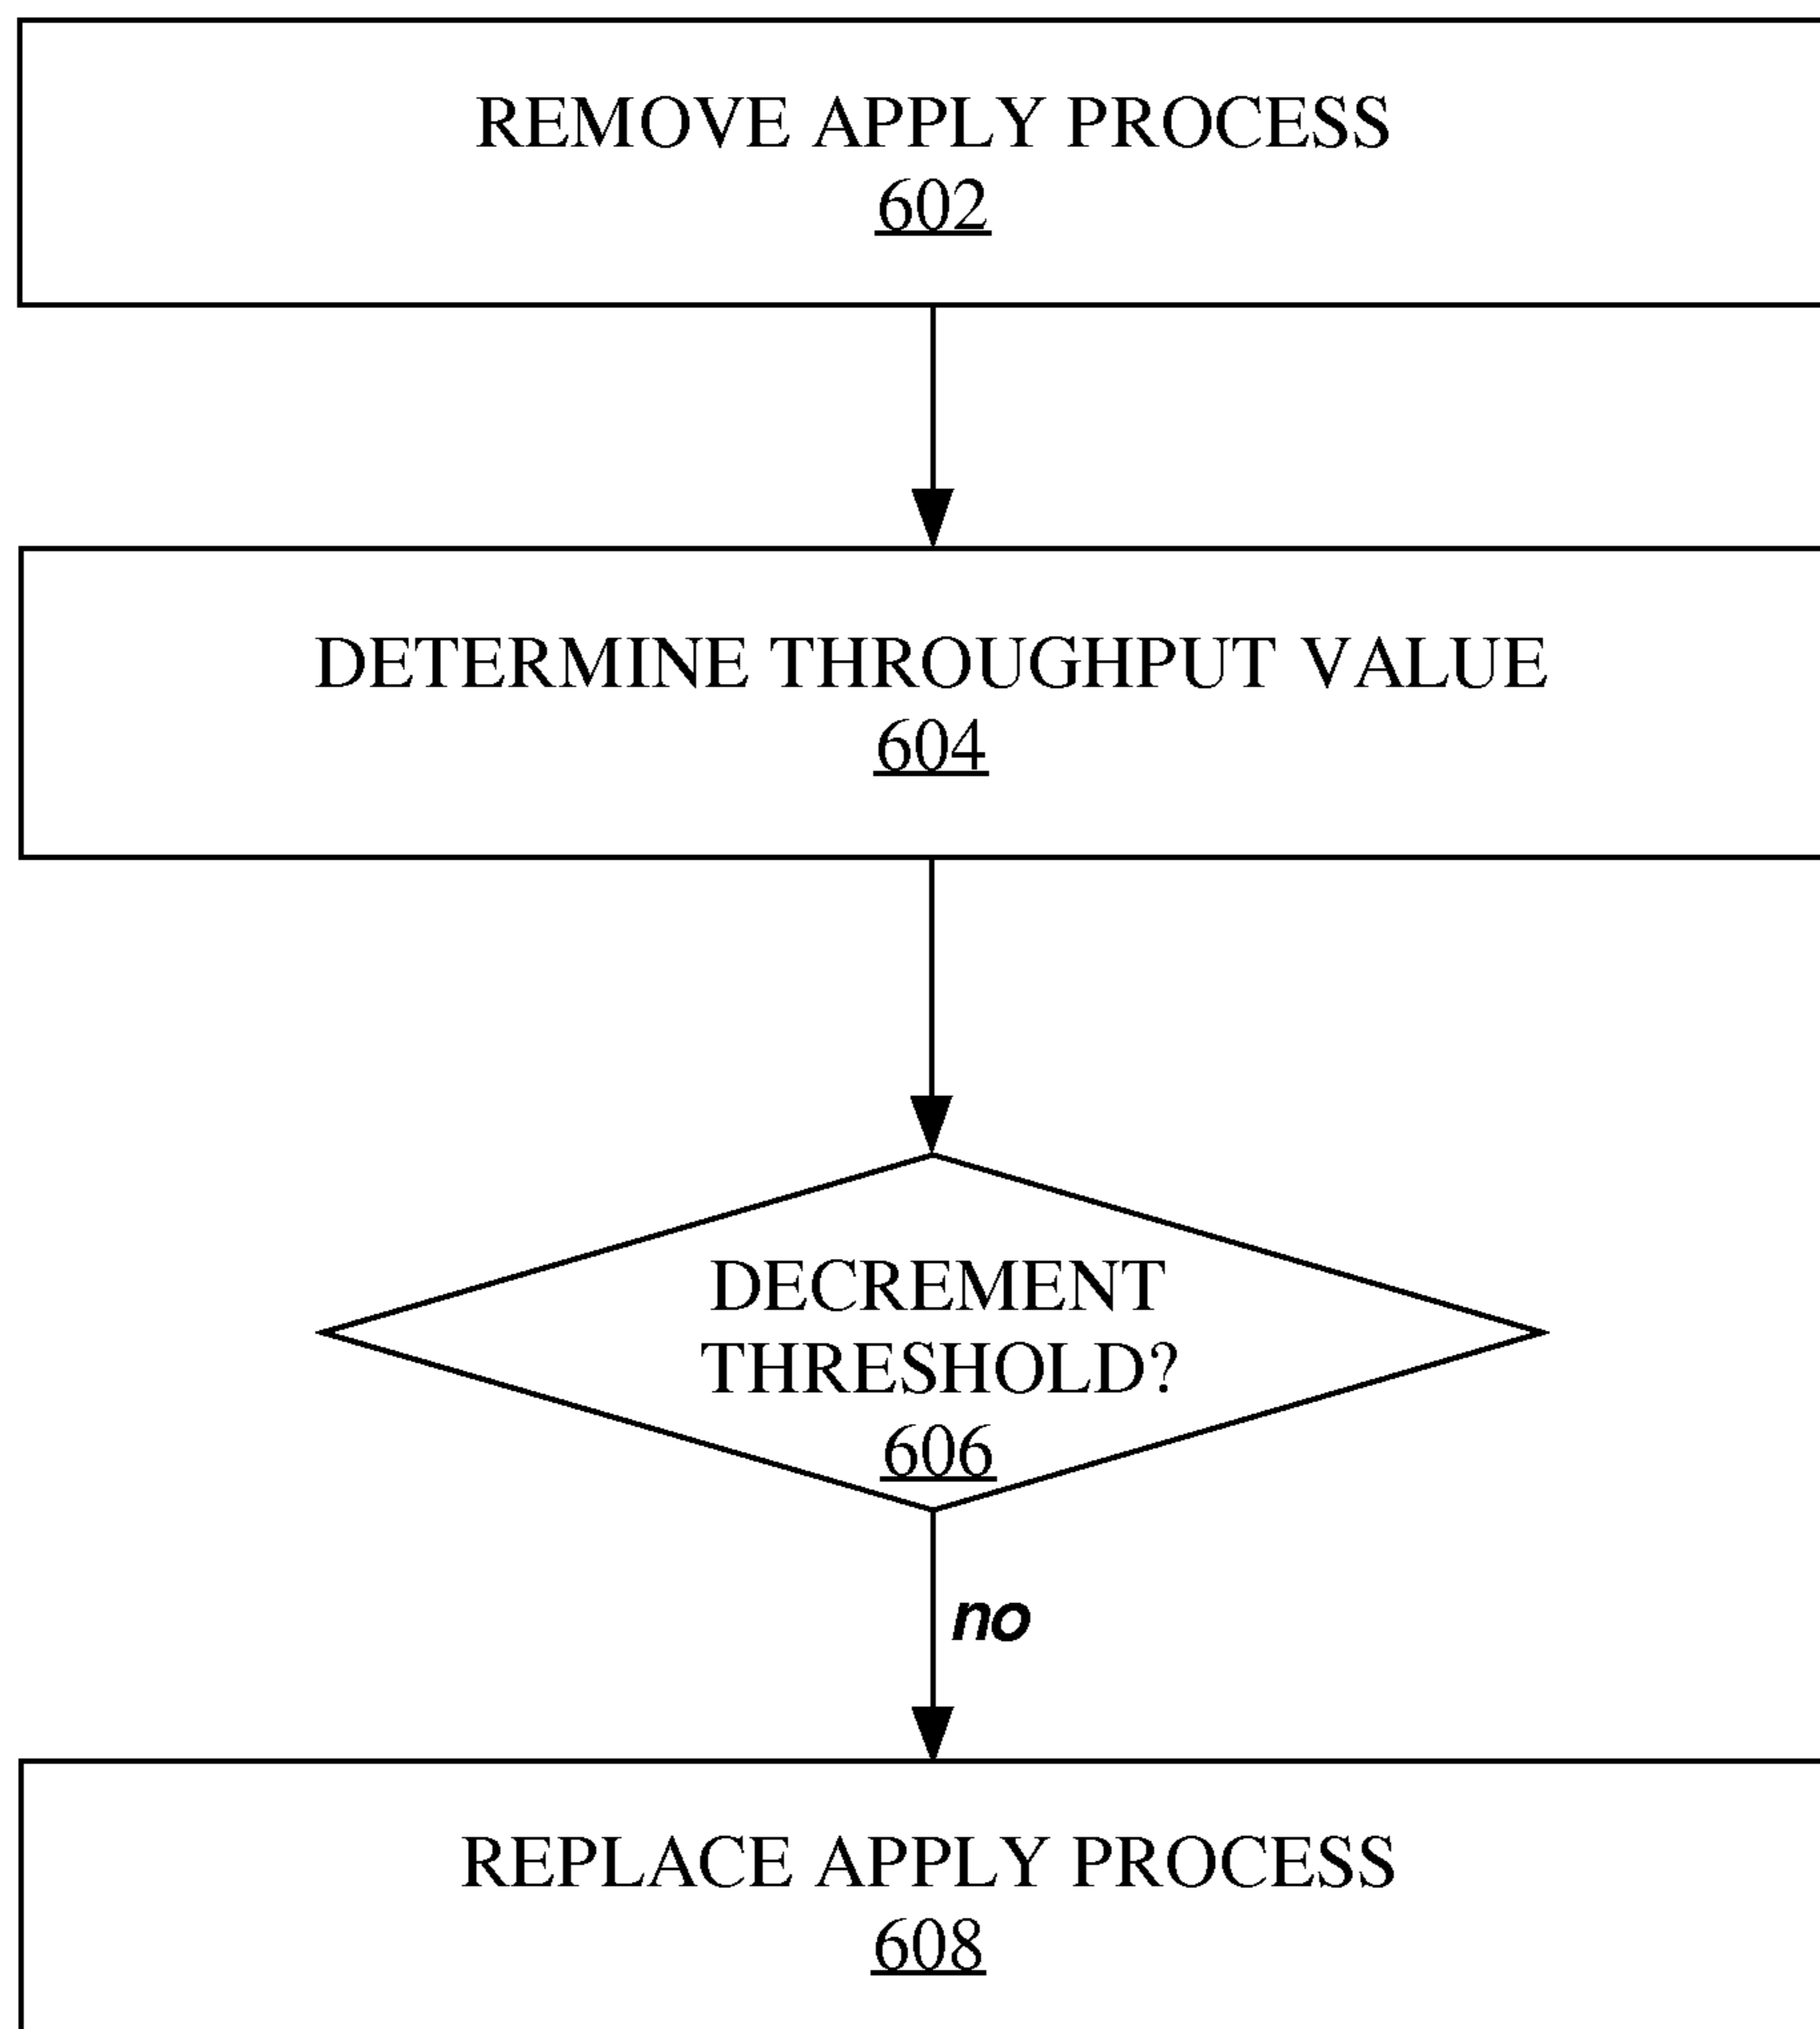 REMOVE APPLY PROCESS
602
DETERMINE THROUGHPUT VALUE
604
DECREMENT
THRESHOLD?
606
no
REPLACE APPLY PROCESS
608